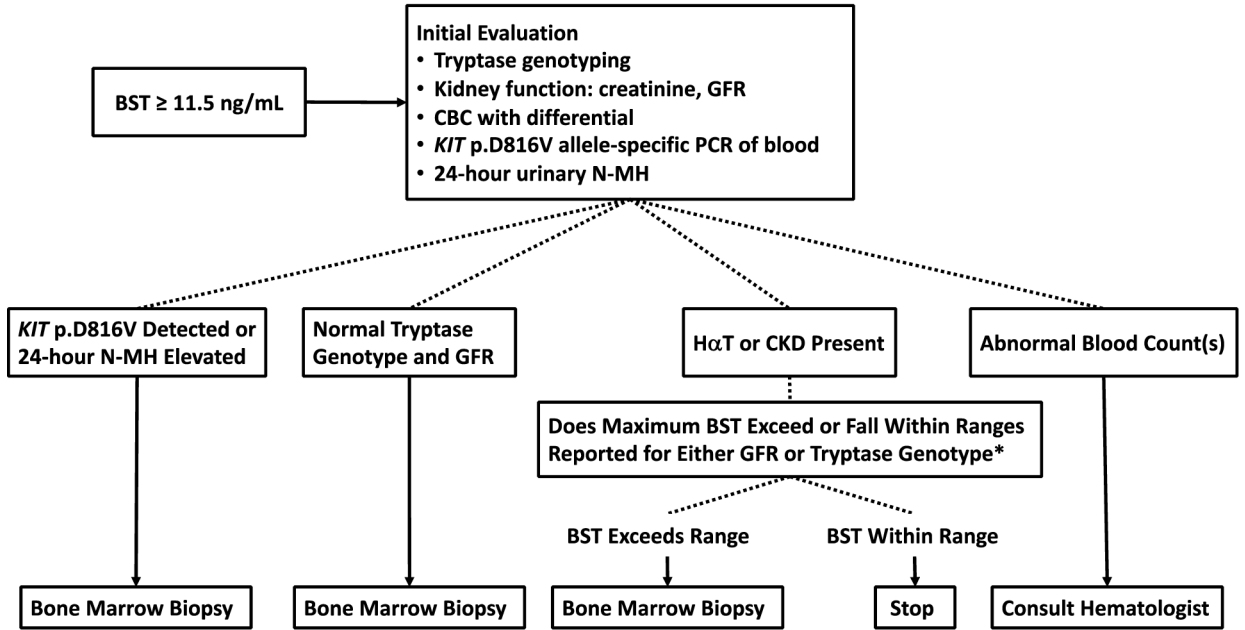 Initial Evaluation
• Tryptase genotyping
• Kidney function: creatinine, GFR
• CBC with differential
• KIT p.D816V allele-specific PCR of blood
• 24-hour urinary N-MH
BST ≥ 11.5 ng/mL
KIT p.D816V Detected or
24-hour N-MH Elevated
Normal Tryptase
Genotype and GFR
HαT or CKD Present
Abnormal Blood Count(s)
Does Maximum BST Exceed or Fall Within Ranges
Reported for Either GFR or Tryptase Genotype*
BST Exceeds Range
BST Within Range
Bone Marrow Biopsy
Bone Marrow Biopsy
Bone Marrow Biopsy
Stop
Consult Hematologist